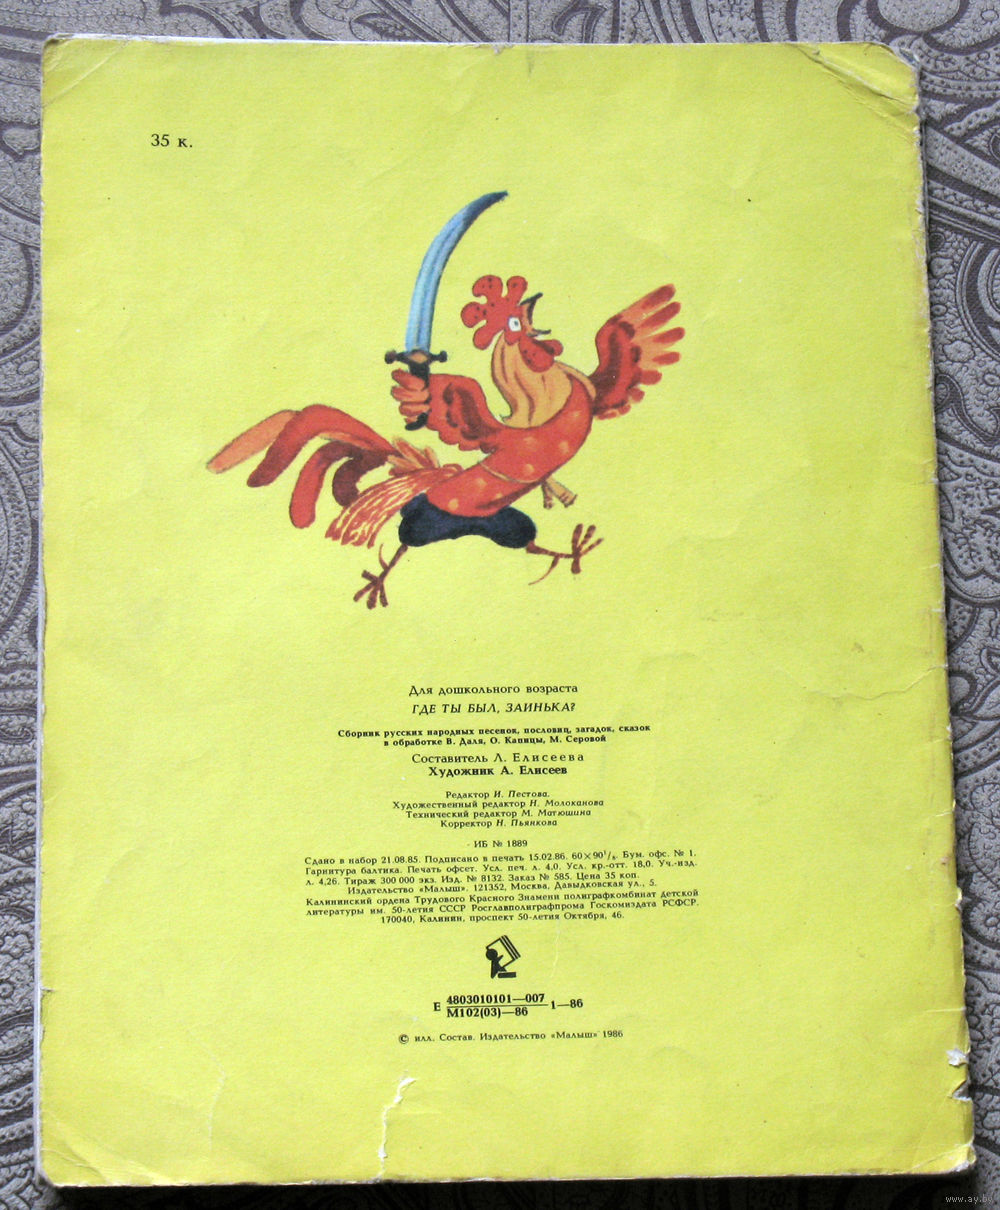 35 к.
Для дошкольного возраста
ГДЕ ТЫ БЫЛ, ЗАИНЬКА?
Сборник русских народных песенок, пословиц, загадок, сказок
в обработке В. Даля, О. Капицы, М. Серовой
Составитель Л. Елисеева
Художник А. Елисеев
Редактор И. Пестова.
Художественный редактор Н. Молоканова
Технический редактор М. Матюшина
Корректор Н. Пьянкова
ИБ № 1889
Сдано в набор 21.08.85. Подписано в печать 15.02.86. 60×90¹/₈. Бум. офс. № 1.
Гарнитура балтика. Печать офсет. Усл. печ. л. 4,0. Усл. кр.-отт. 18,0. Уч.-изд.
л. 4,26. Тираж 300 000 экз. Изд. № 8132. Заказ № 585. Цена 35 коп.
Издательство «Малыш». 121352, Москва, Давыдковская ул., 5.
Калининский ордена Трудового Красного Знамени полиграфкомбинат детской
литературы им. 50-летия СССР Росглавполиграфпрома Госкомиздата РСФСР.
170040, Калинин, проспект 50-летия Октября, 46.
Е 4803010101—007 1—86
М102(03)—86
© илл. Состав. Издательство «Малыш» 1986
www.ay.by